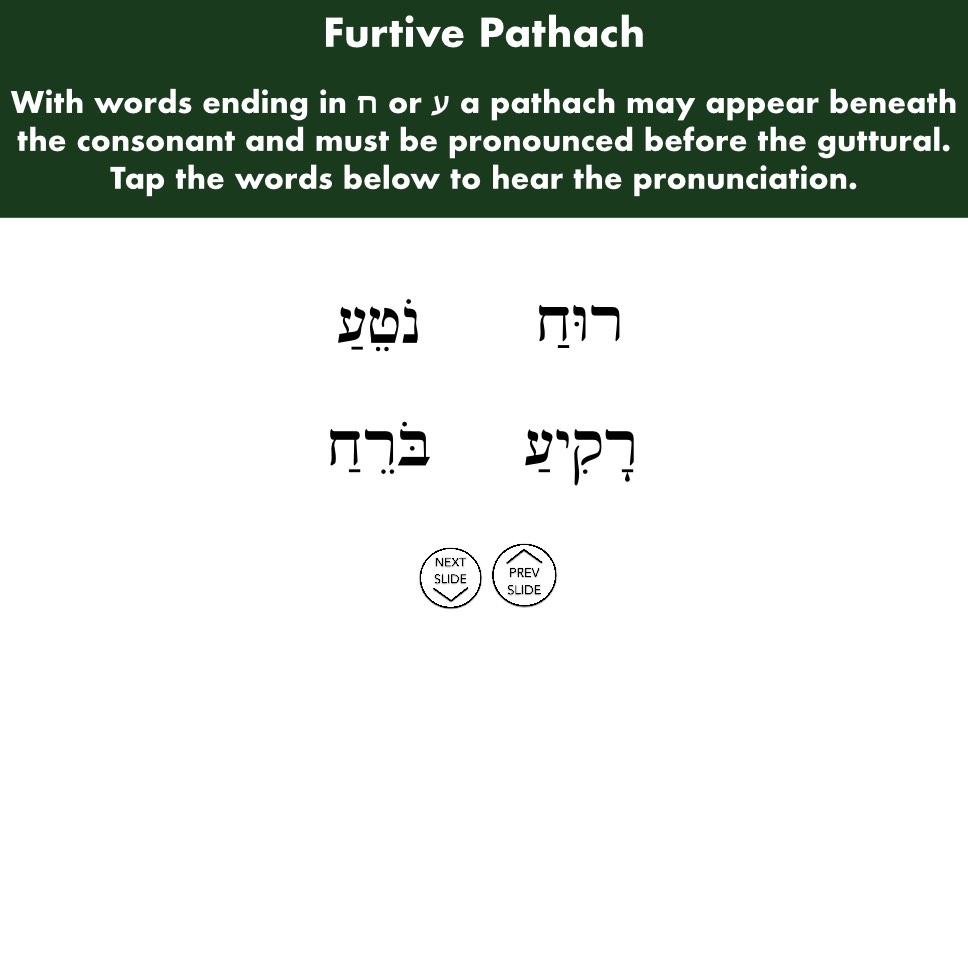 Furtive Pathach
With words ending in ח or ע a pathach may appear beneath
the consonant and must be pronounced before the guttural.
Tap the words below to hear the pronunciation.
רוּחַ נֹטֵעַ
רָקִיעַ בֹּרֵחַ
NEXT
SLIDE
PREV
SLIDE